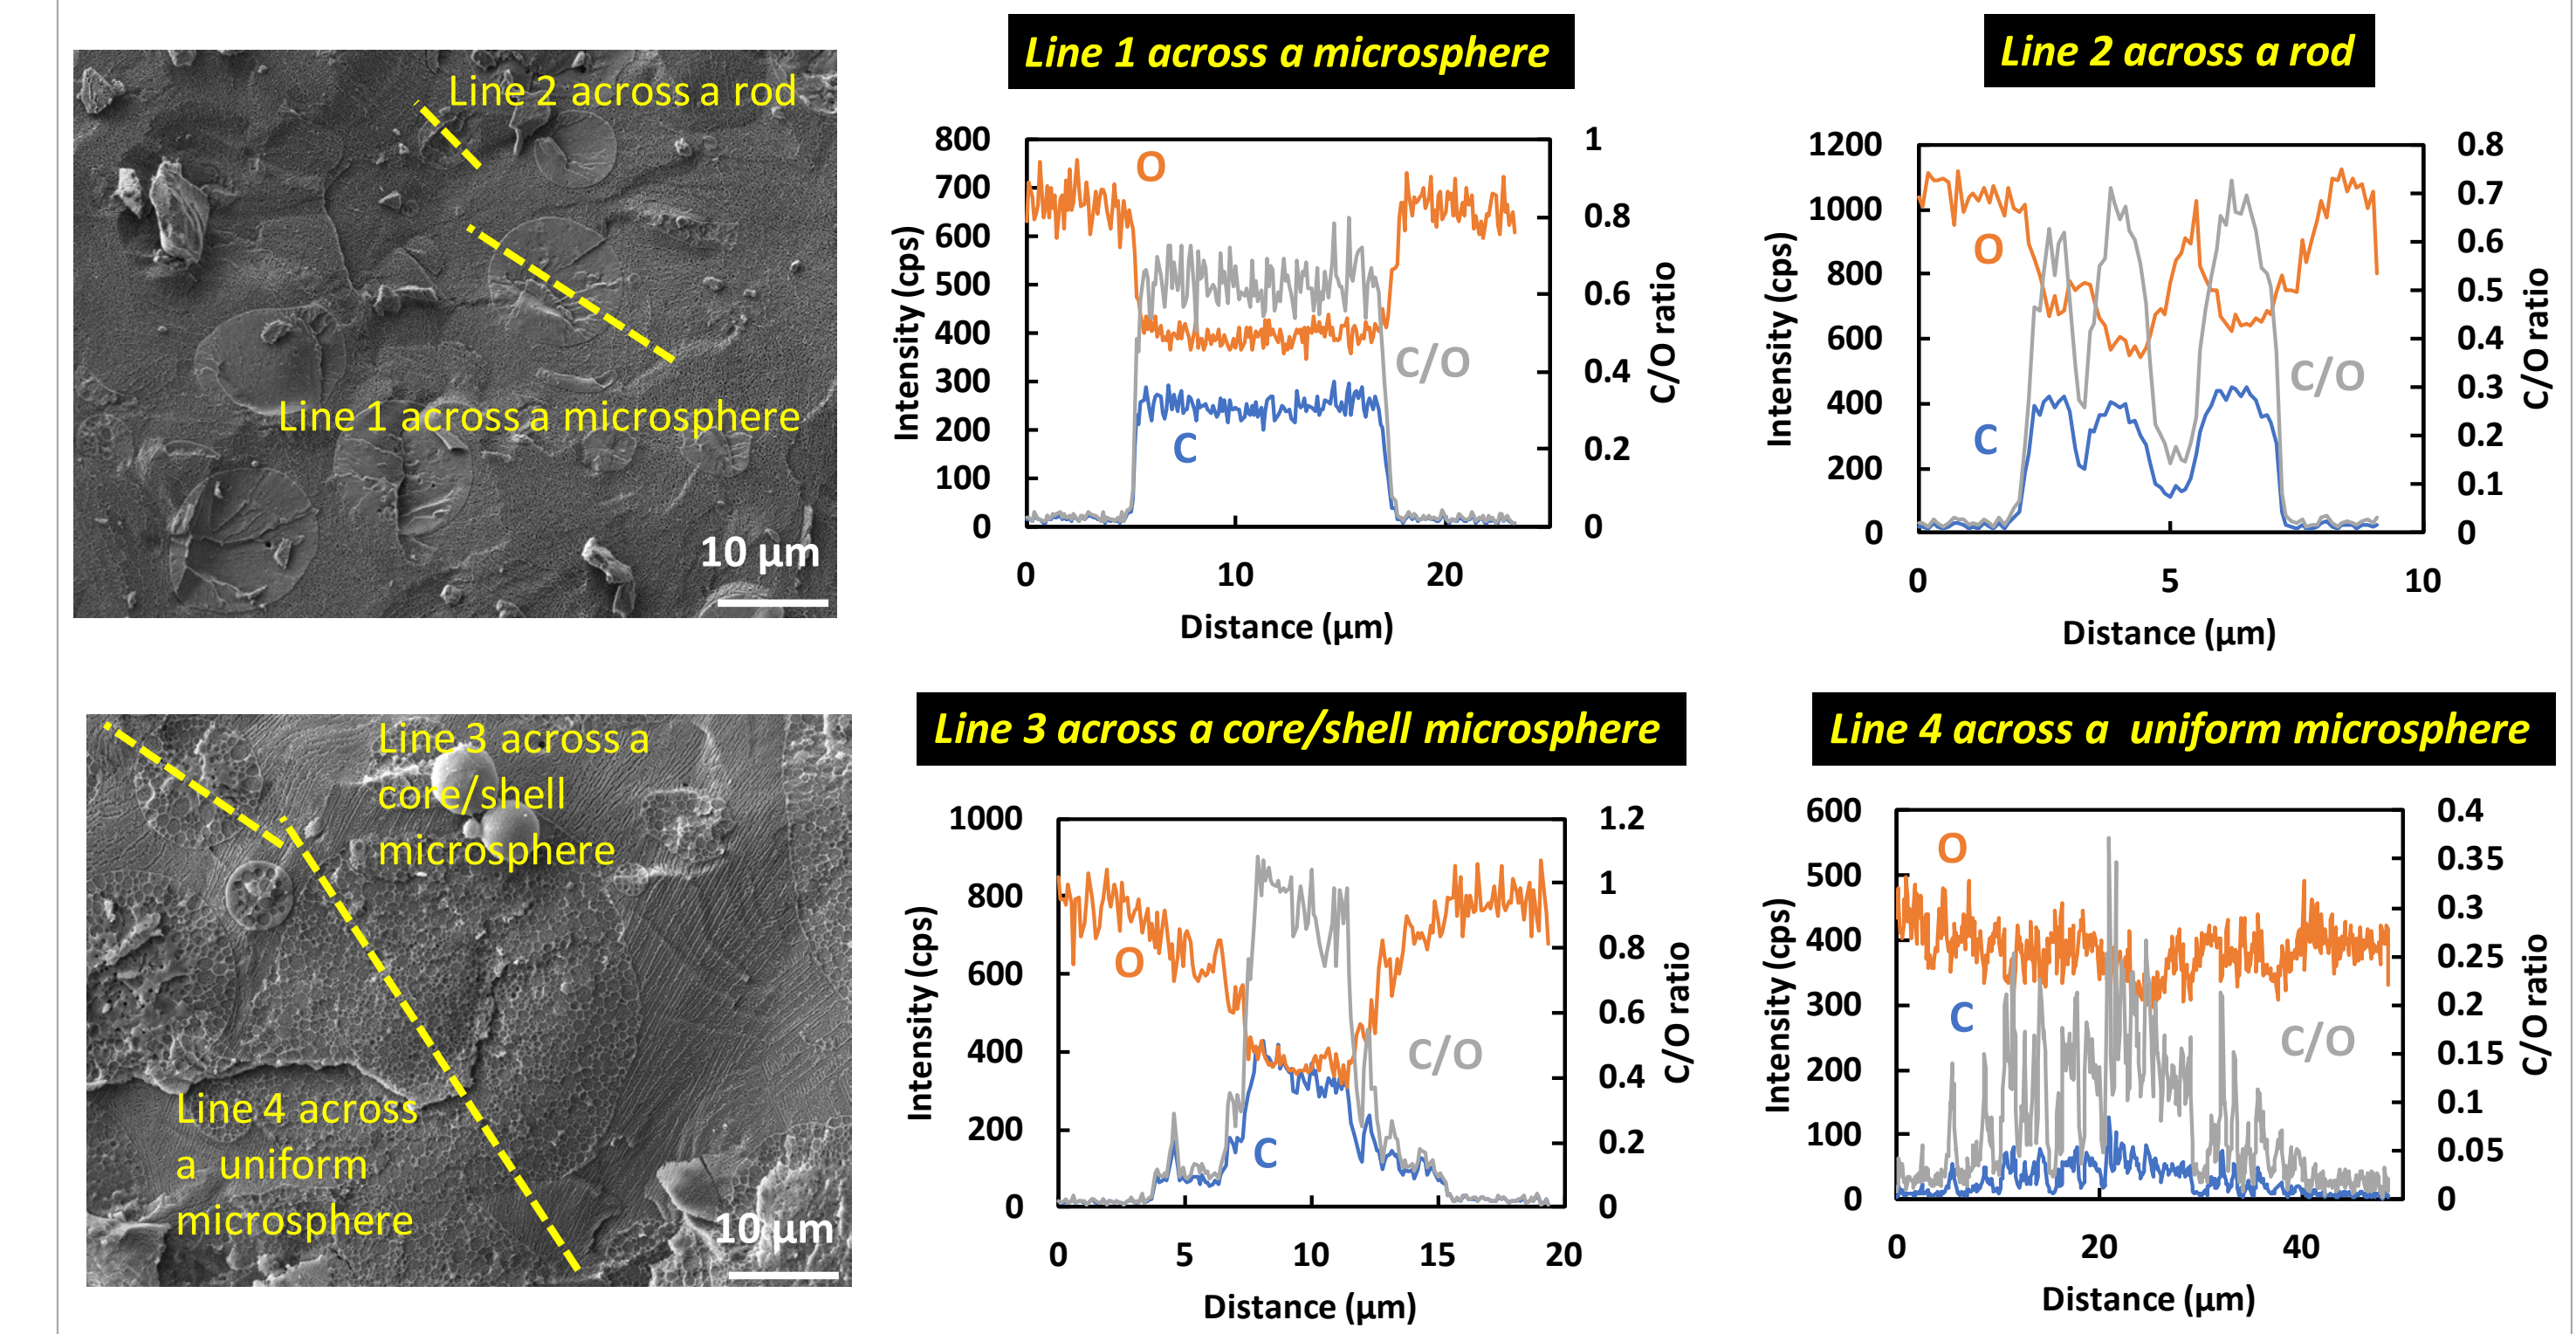 Line 2 across a rod
Line 1 across a microsphere
10 µm
Line 1 across a microsphere
800
700
600
500
400
300
200
100
0
Intensity (cps)
O
C/O
C
1
0.8
0.6
0.4
0.2
0
C/O ratio
0
10
20
Distance (µm)
Line 2 across a rod
1200
1000
800
600
400
200
0
Intensity (cps)
O
C/O
C
0.8
0.7
0.6
0.5
0.4
0.3
0.2
0.1
0
C/O ratio
0
5
10
Distance (µm)
Line 3 across a
core/shell
microsphere
Line 4 across
a uniform
microsphere
10 µm
Line 3 across a core/shell microsphere
1000
800
600
400
200
0
Intensity (cps)
O
C/O
C
1.2
1
0.8
0.6
0.4
0.2
0
C/O ratio
0
5
10
15
20
Distance (µm)
Line 4 across a uniform microsphere
600
500
400
300
200
100
0
Intensity (cps)
O
C
C/O
0.4
0.35
0.3
0.25
0.2
0.15
0.1
0.05
0
C/O ratio
0
20
40
Distance (µm)